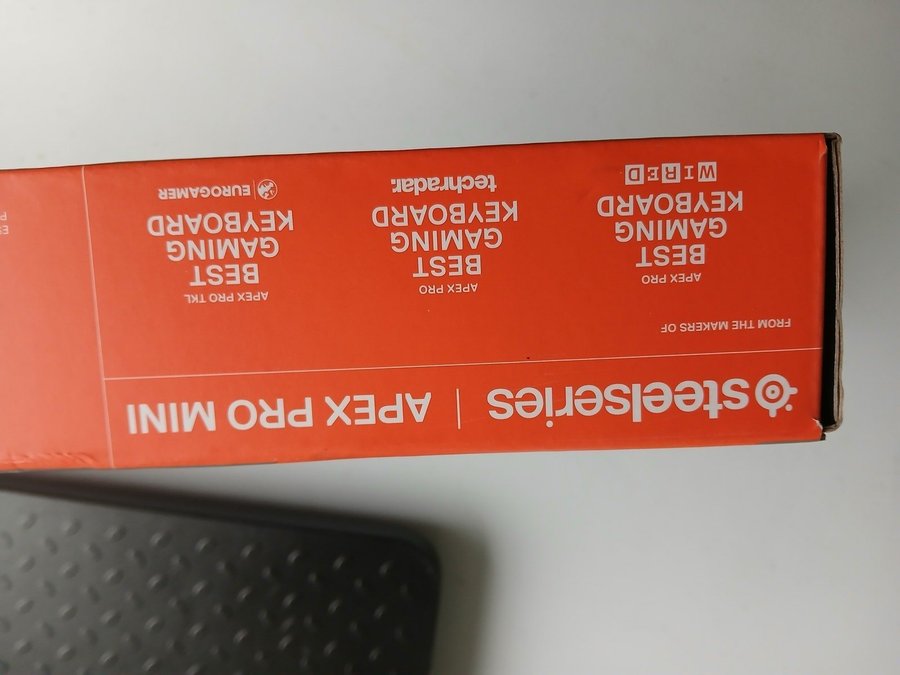 steelseries | APEX PRO MINI
FROM THE MAKERS OF
APEX PRO
BEST
GAMING
KEYBOARD
WIRED
APEX PRO
BEST
GAMING
KEYBOARD
techradar.
APEX PRO TKL
BEST
GAMING
KEYBOARD
EUROGAMER